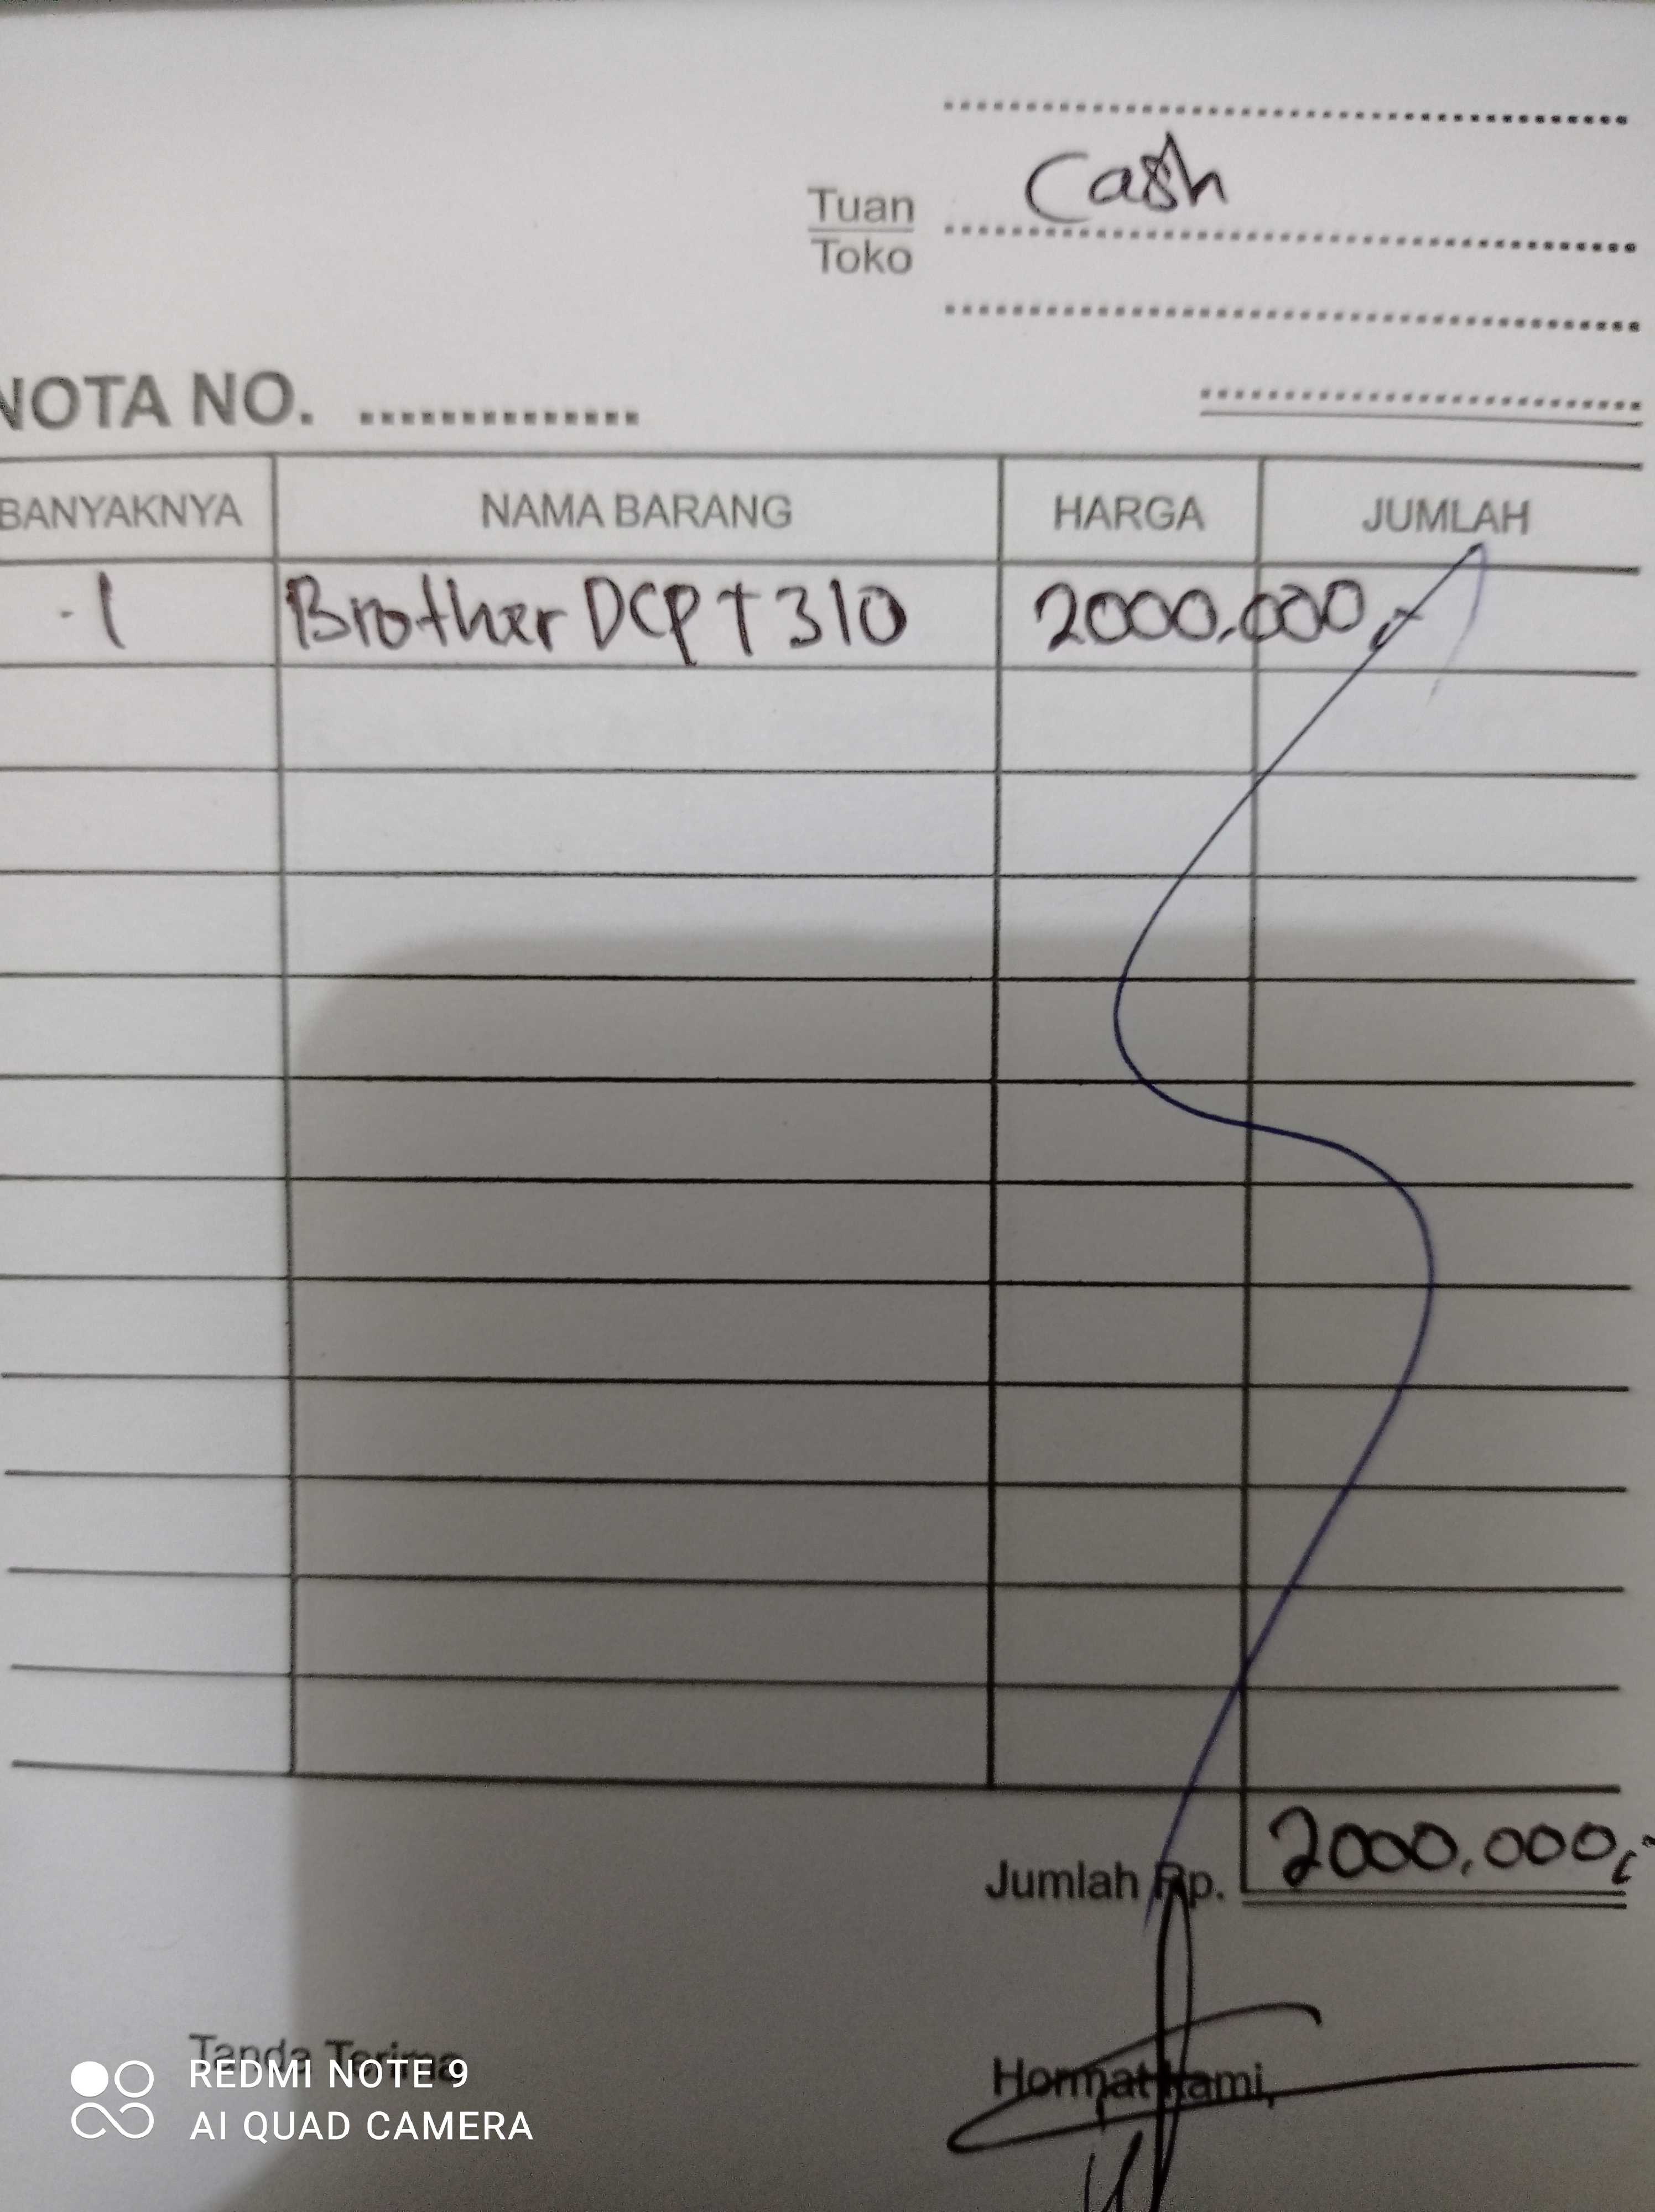 Cash
Tuan
Toko
NOTA NO. ..............
BANYAKNYA NAMA BARANG HARGA JUMLAH
1 Brother DCP T310 2000.000,-
Jumlah Rp. 2000.000,-
Tanda Terima Hormat kami,
REDMI NOTE 9
AI QUAD CAMERA